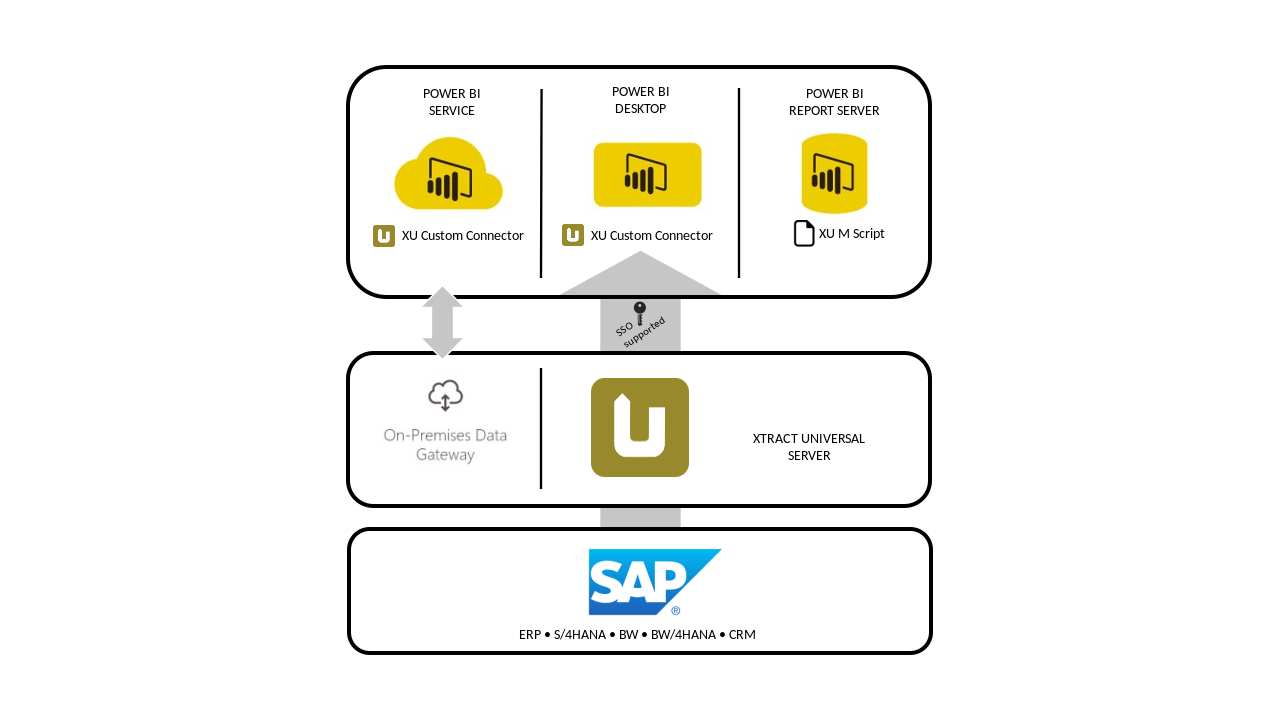 POWER BI
SERVICE
POWER BI
DESKTOP
POWER BI
REPORT SERVER
XU Custom Connector
XU Custom Connector
XU M Script
SSO
supported
On-Premises Data
Gateway
XTRACT UNIVERSAL
SERVER
SAP®
ERP • S/4HANA • BW • BW/4HANA • CRM